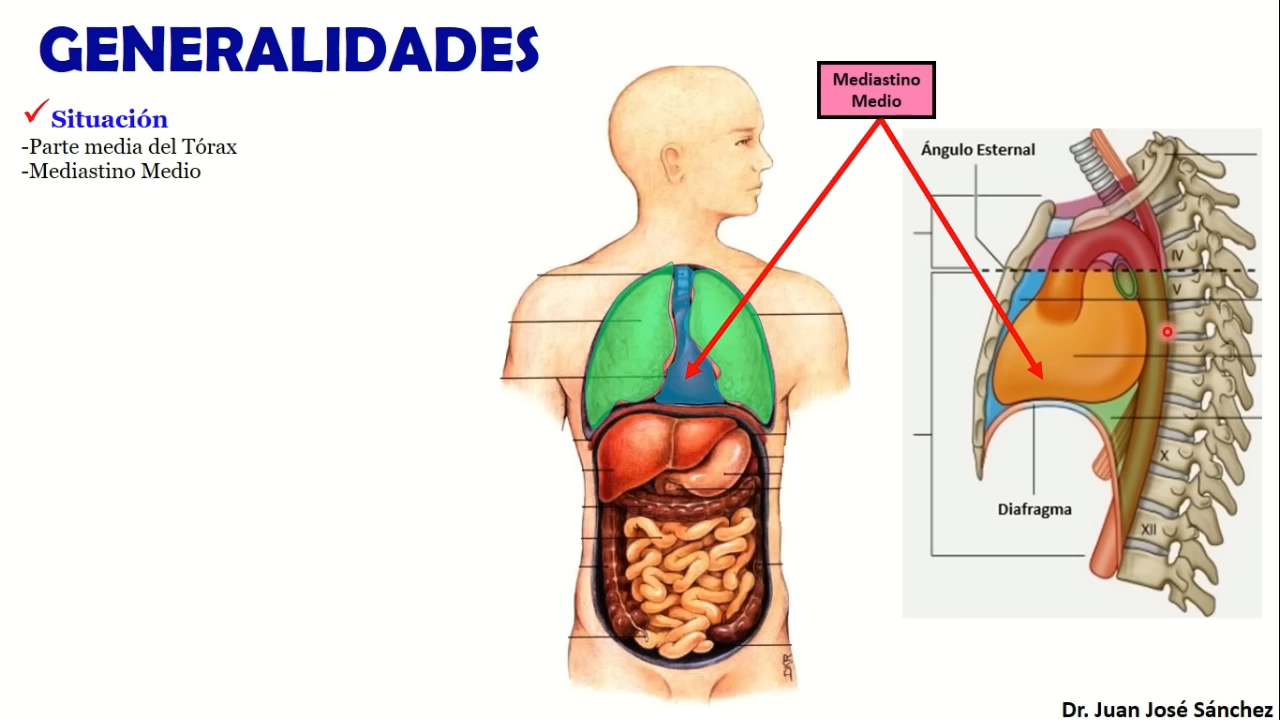 GENERALIDADES
Situación
-Parte media del Tórax
-Mediastino Medio
Mediastino
Medio
Ángulo Esternal
I
IV
V
X
XII
Diafragma
Dr. Juan José Sánchez